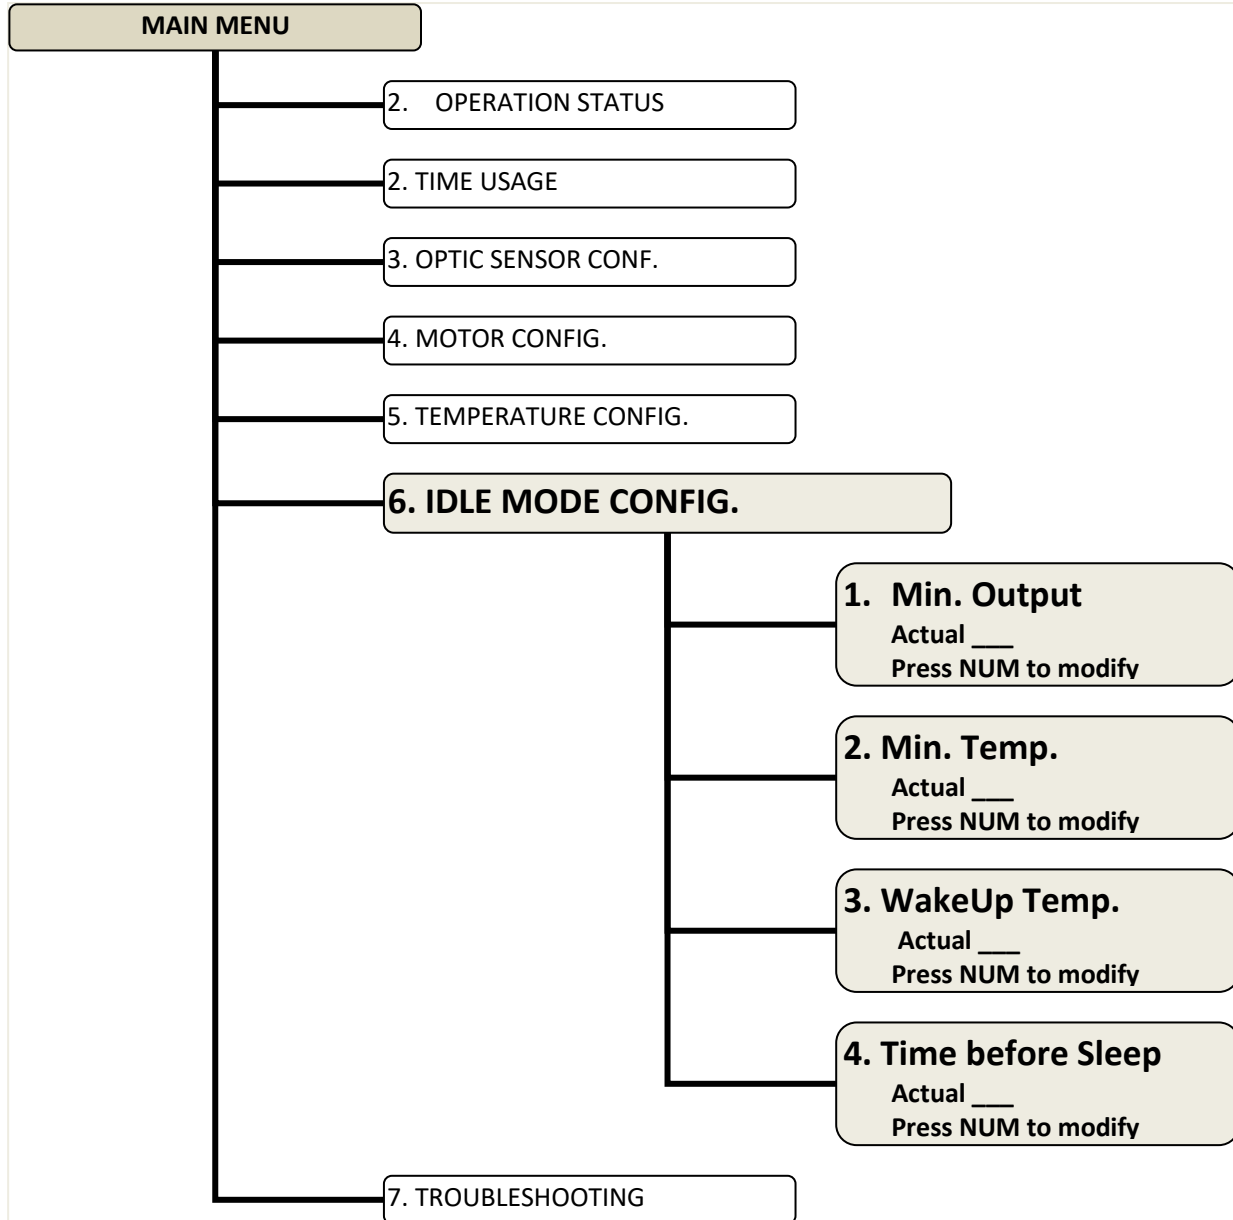 MAIN MENU
2. OPERATION STATUS
2. TIME USAGE
3. OPTIC SENSOR CONF.
4. MOTOR CONFIG.
5. TEMPERATURE CONFIG.
6. IDLE MODE CONFIG.
1. Min. Output
Actual ___
Press NUM to modify
2. Min. Temp.
Actual ___
Press NUM to modify
3. WakeUp Temp.
Actual ___
Press NUM to modify
4. Time before Sleep
Actual ___
Press NUM to modify
7. TROUBLESHOOTING